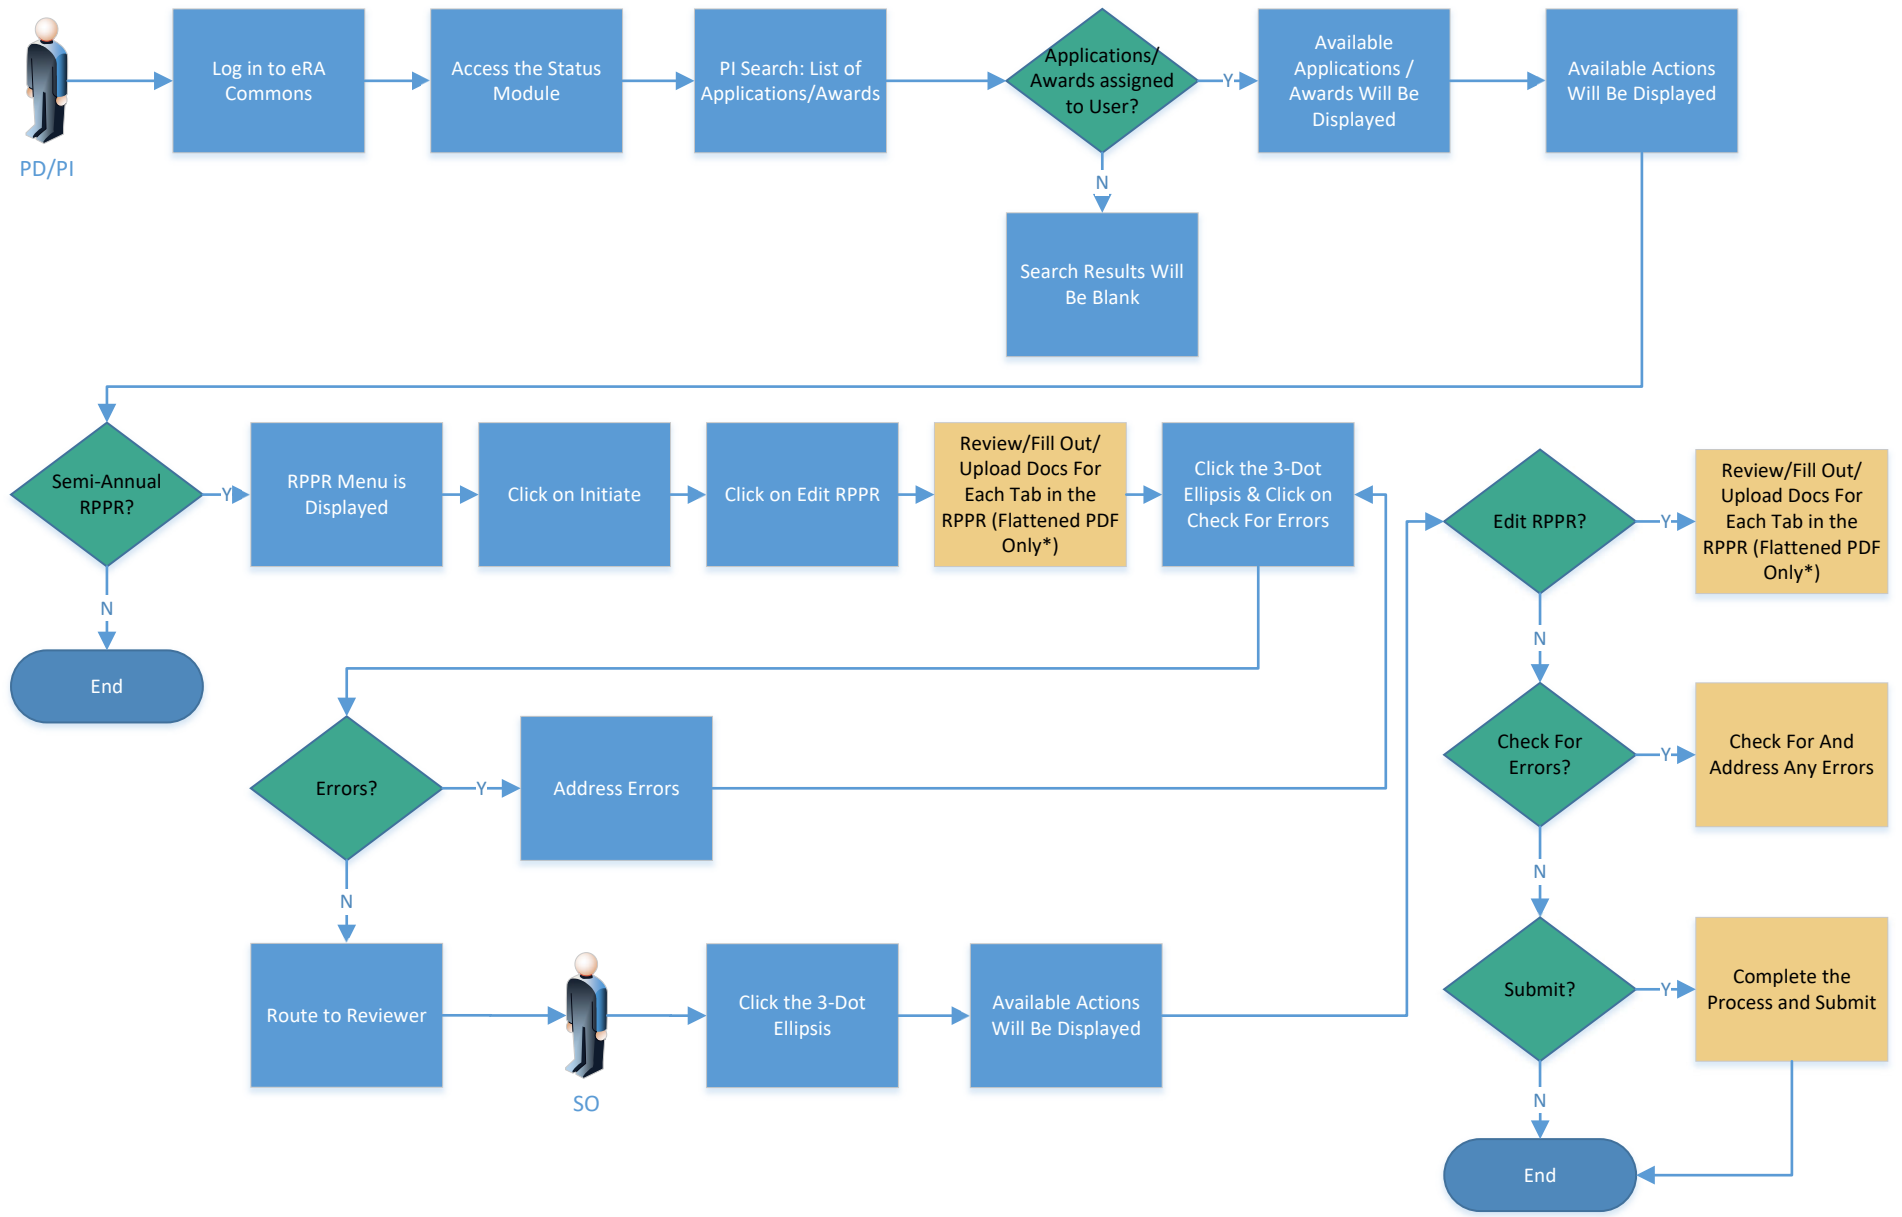 PD/PI
Log in to eRA
Commons
Access the Status
Module
PI Search: List of
Applications/Awards
Applications/
Awards assigned
to User?
Y
Available
Applications /
Awards Will Be
Displayed
Available Actions
Will Be Displayed
N
Search Results Will
Be Blank
Semi-Annual
RPPR?
Y
RPPR Menu is
Displayed
Click on Initiate
Click on Edit RPPR
Review/Fill Out/
Upload Docs For
Each Tab in the
RPPR (Flattened PDF
Only*)
Click the 3-Dot
Ellipsis & Click on
Check For Errors
N
End
Errors?
Y
Address Errors
N
Route to Reviewer
SO
Click the 3-Dot
Ellipsis
Available Actions
Will Be Displayed
Edit RPPR?
Y
Review/Fill Out/
Upload Docs For
Each Tab in the
RPPR (Flattened PDF
Only*)
N
Check For
Errors?
Y
Check For And
Address Any Errors
N
Submit?
Y
Complete the
Process and Submit
N
End